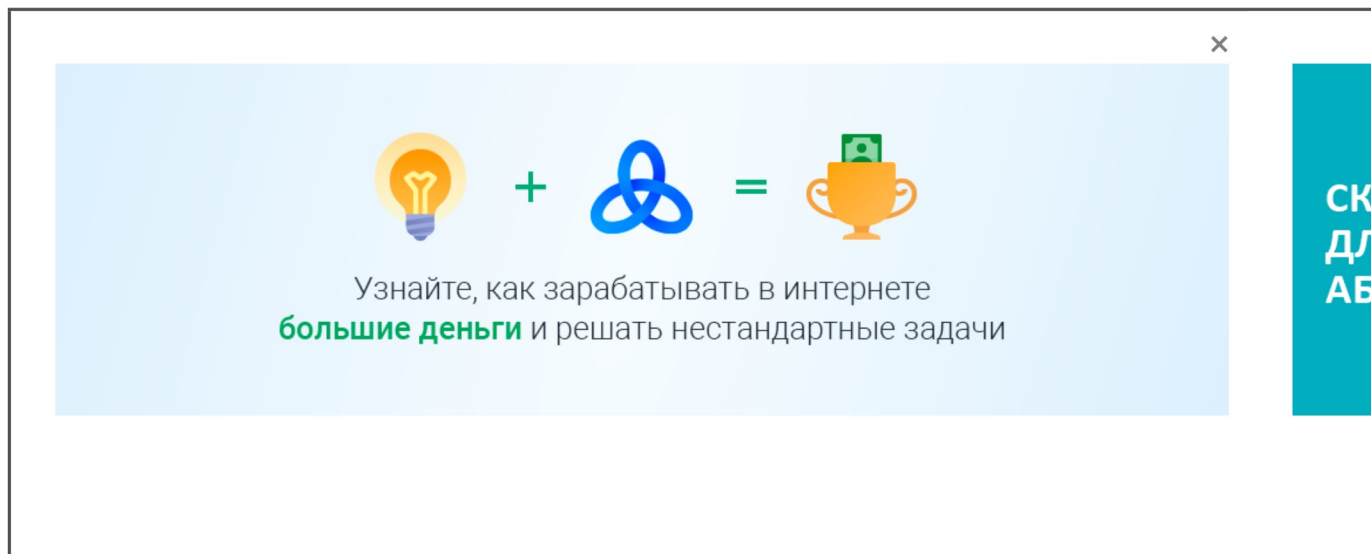 Узнайте, как зарабатывать в интернете
большие деньги и решать нестандартные задачи